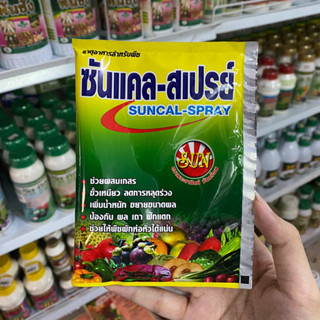 ธาตุอาหารสำหรับพืช
ซันแคล-สเปรย์
SUNCAL-SPRAY
SUN
ช่วยผสมเกสร
ขั้วเหนียว ลดการหลุดร่วง
เพิ่มน้ำหนัก ขยายขนาดผล
ป้องกัน ผล เถา ฝักแตก
ช่วยให้พืชผักห่อหัวได้แน่น